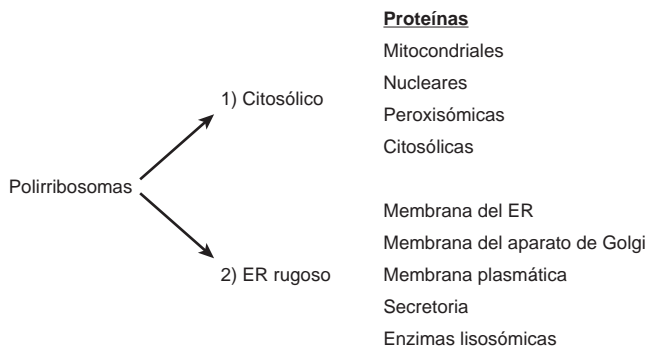 Proteínas
Mitocondriales
Nucleares
1) Citosólico
Peroxisómicas
Citosólicas
Polirribosomas
Membrana del ER
Membrana del aparato de Golgi
2) ER rugoso
Membrana plasmática
Secretoria
Enzimas lisosómicas